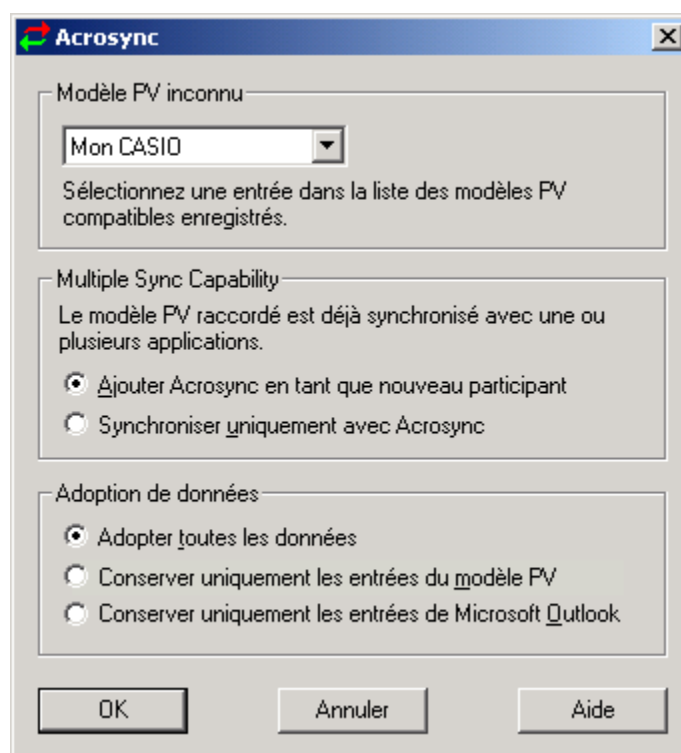 Acrosync
Modèle PV inconnu
Mon CASIO
Sélectionnez une entrée dans la liste des modèles PV
compatibles enregistrés.
Multiple Sync Capability
Le modèle PV raccordé est déjà synchronisé avec une ou
plusieurs applications.
Ajouter Acrosync en tant que nouveau participant
Synchroniser uniquement avec Acrosync
Adoption de données
Adopter toutes les données
Conserver uniquement les entrées du modèle PV
Conserver uniquement les entrées de Microsoft Outlook
OK Annuler Aide